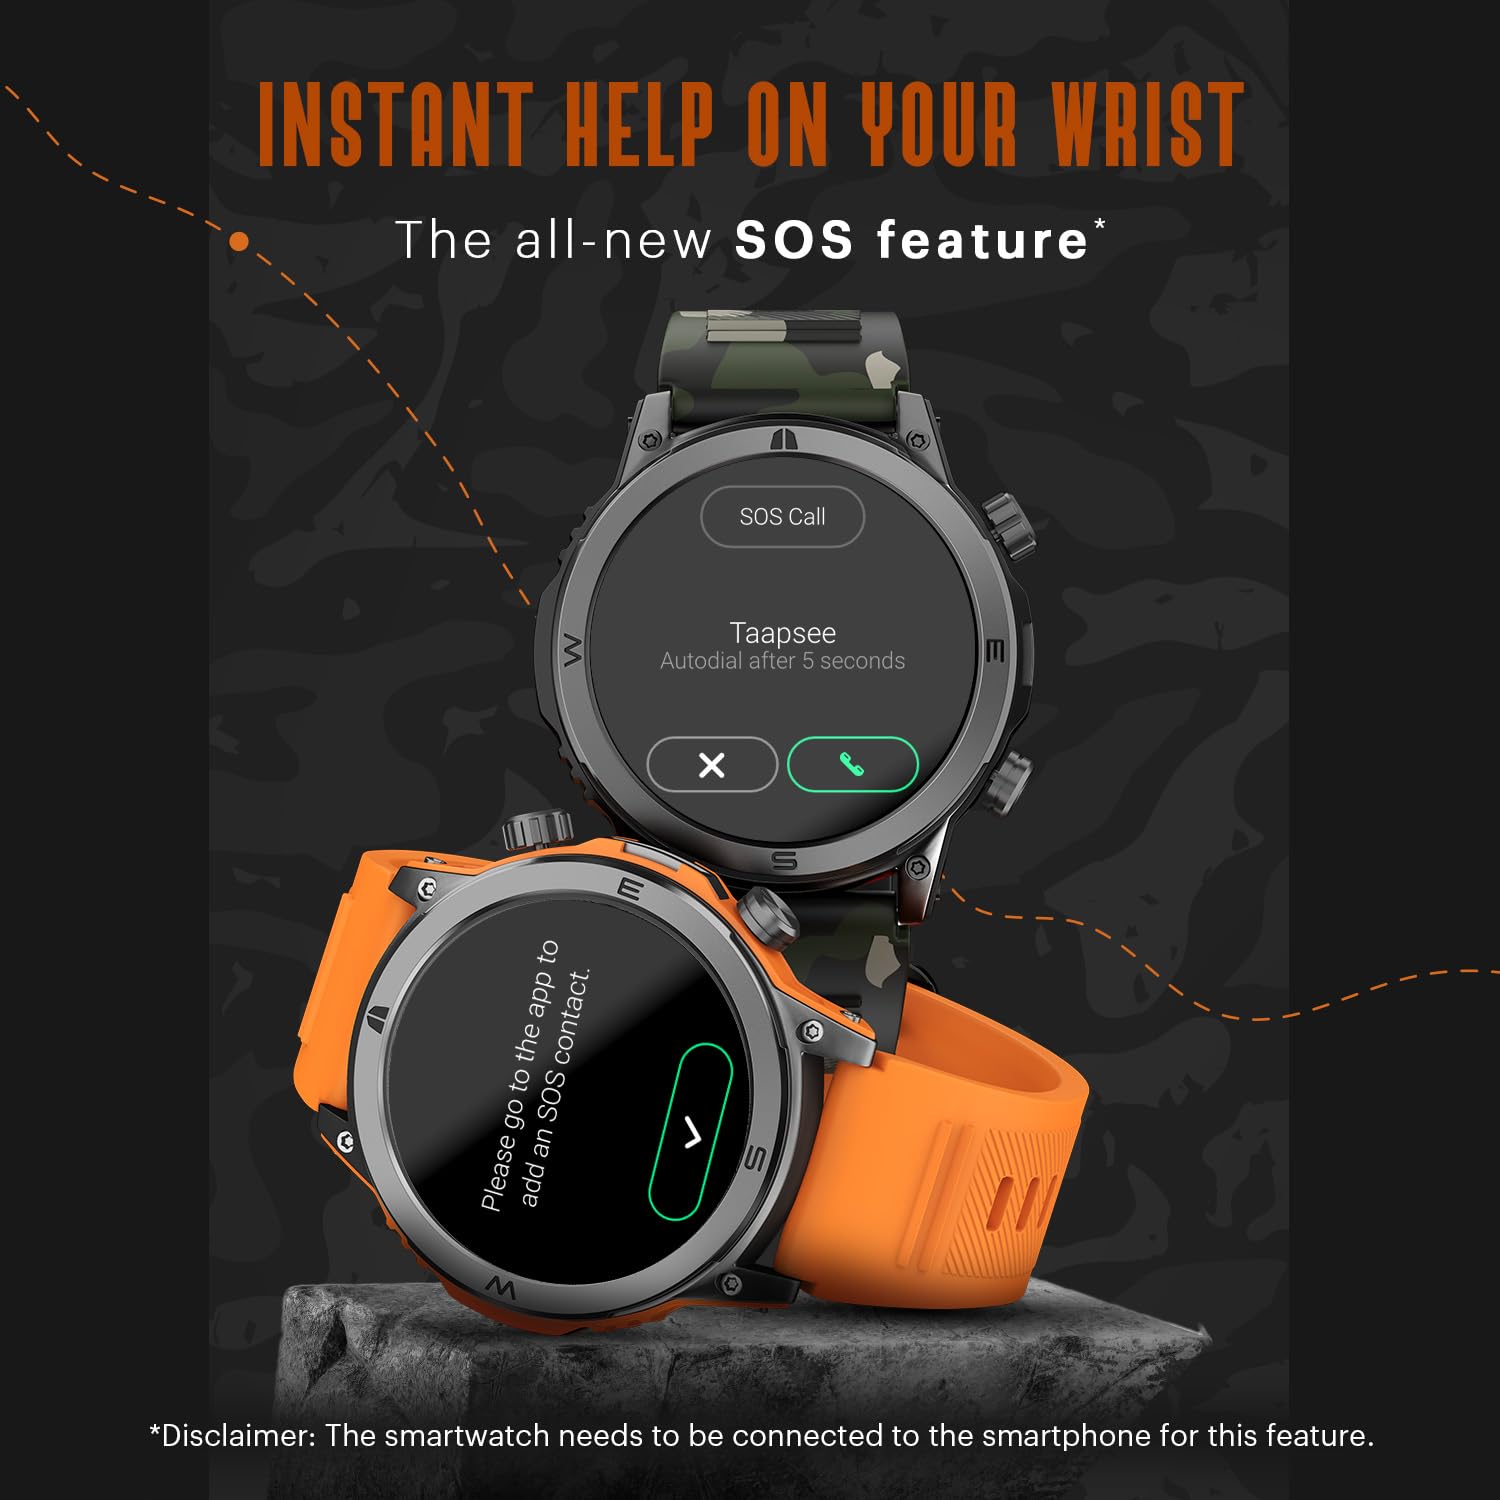 INSTANT HELP ON YOUR WRIST
The all-new SOS feature*
SOS Call
Taapsee
Autodial after 5 seconds
W
E
S
E
Please go to the app to
add an SOS contact.
S
W
*Disclaimer: The smartwatch needs to be connected to the smartphone for this feature.